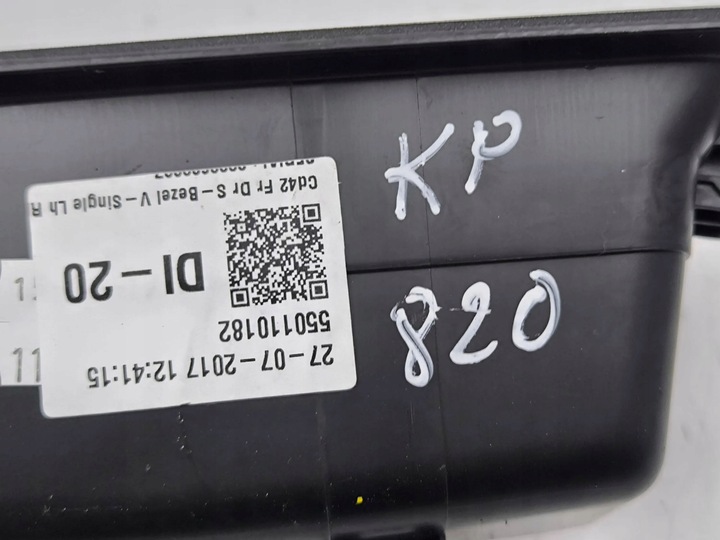 KP
820
27-07-2017 12:41:15
550110182
DI-20
Cd42 Fr Dr S - Bezel V - Single Lh R